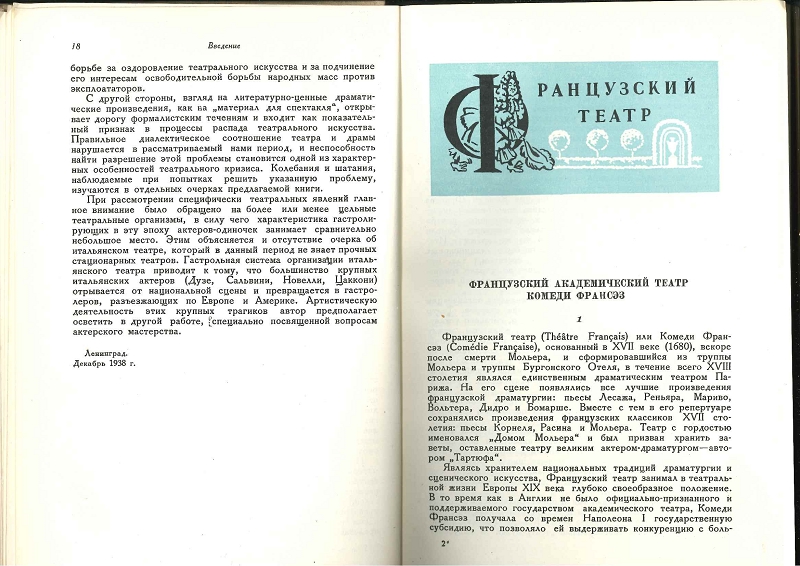 18
Введение
борьбе за оздоровление театрального искусства и за подчинение
его интересам освободительной борьбы народных масс против
эксплоататоров.
С другой стороны, взгляд на литературно-ценные драмати-
ческие произведения, как на „материал для спектакля“, откры-
вает дорогу формалистским течениям и входит как показатель-
ный признак в процессы распада театрального искусства.
Правильное диалектическое соотношение театра и драмы
нарушается в рассматриваемый нами период, и неспособность
найти разрешение этой проблемы становится одной из характер-
ных особенностей театрального кризиса. Колебания и шатания,
наблюдаемые при попытках решить указанную проблему,
изучаются в отдельных очерках предлагаемой книги.
При рассмотрении специфически театральных явлений глав-
ное внимание было обращено на более или менее цельные
театральные организмы, в силу чего характеристика гастроли-
рующих в эту эпоху актеров-одиночек занимает сравнительно
небольшое место. Этим объясняется и отсутствие очерка об
итальянском театре, который в данный период не знает прочных
стационарных театров. Гастрольная система организации италь-
янского театра приводит к тому, что большинство крупных
итальянских актеров (Дузе, Сальвини, Новелли, Цаккони)
отрывается от национальной сцены и превращается в гастро-
леров, разъезжающих по Европе и Америке. Артистическую
деятельность этих крупных трагиков автор предполагает
осветить в другой работе, специально посвященной вопросам
актерского мастерства.
Ленинград.
Декабрь 1938 г.
ФРАНЦУЗСКИЙ
ТЕАТР
ФРАНЦУЗСКИЙ АКАДЕМИЧЕСКИЙ ТЕАТР
КОМЕДИ ФРАНСЭЗ
1
Французский театр (Théâtre Français) или Комеди Фран-
сэз (Comédie Française), основанный в XVII веке (1680), вскоре
после смерти Мольера, и сформировавшийся из труппы
Мольера и труппы Бургонского Отеля, в течение всего XVIII
столетия являлся единственным драматическим театром Па-
рижа. На его сцене появлялись все лучшие произведения
французской драматургии: пьесы Лесажа, Реньяра, Мариво,
Вольтера, Дидро и Бомарше. Вместе с тем в его репертуаре
сохранялись произведения французских классиков XVII сто-
летия: пьесы Корнеля, Расина и Мольера. Театр с гордостью
именовался „Домом Мольера“ и был призван хранить за-
веты, оставленные театру великим актером-драматургом—авто-
ром „Тартюфа“.
Являясь хранителем национальных традиций драматургии и
сценического искусства, Французский театр занимал в театраль-
ной жизни Европы XIX века глубоко своеобразное положение.
В то время как в Англии не было официально-признанного и
поддерживаемого государством академического театра, Комеди
Франсэз получала со времен Наполеона I государственную
субсидию, что позволяло ей выдерживать конкуренцию с боль-
2*